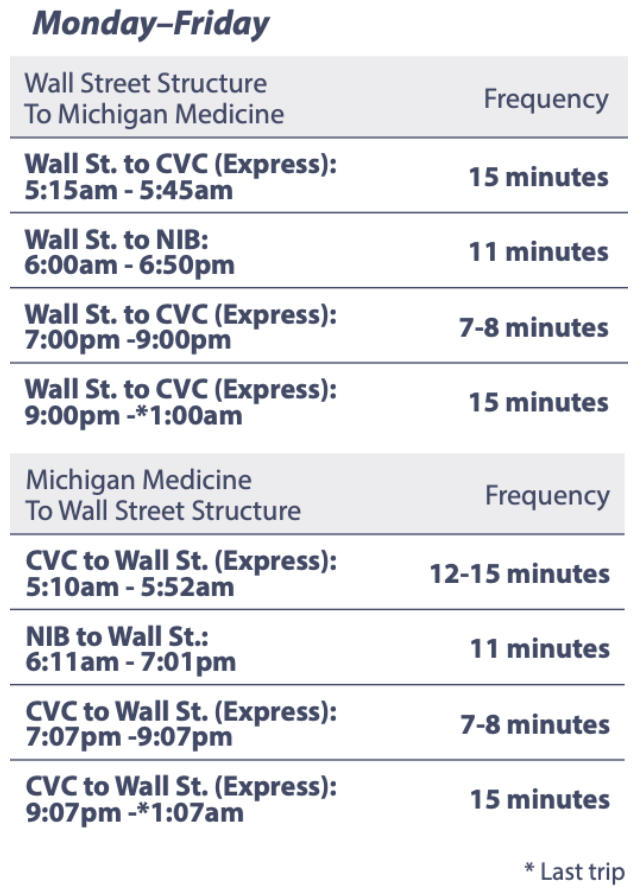 Monday–Friday
Wall Street Structure
To Michigan Medicine
Frequency
Wall St. to CVC (Express):
5:15am - 5:45am
15 minutes
Wall St. to NIB:
6:00am - 6:50pm
11 minutes
Wall St. to CVC (Express):
7:00pm -9:00pm
7-8 minutes
Wall St. to CVC (Express):
9:00pm -*1:00am
15 minutes
Michigan Medicine
To Wall Street Structure
Frequency
CVC to Wall St. (Express):
5:10am - 5:52am
12-15 minutes
NIB to Wall St.:
6:11am - 7:01pm
11 minutes
CVC to Wall St. (Express):
7:07pm -9:07pm
7-8 minutes
CVC to Wall St. (Express):
9:07pm -*1:07am
15 minutes
* Last trip